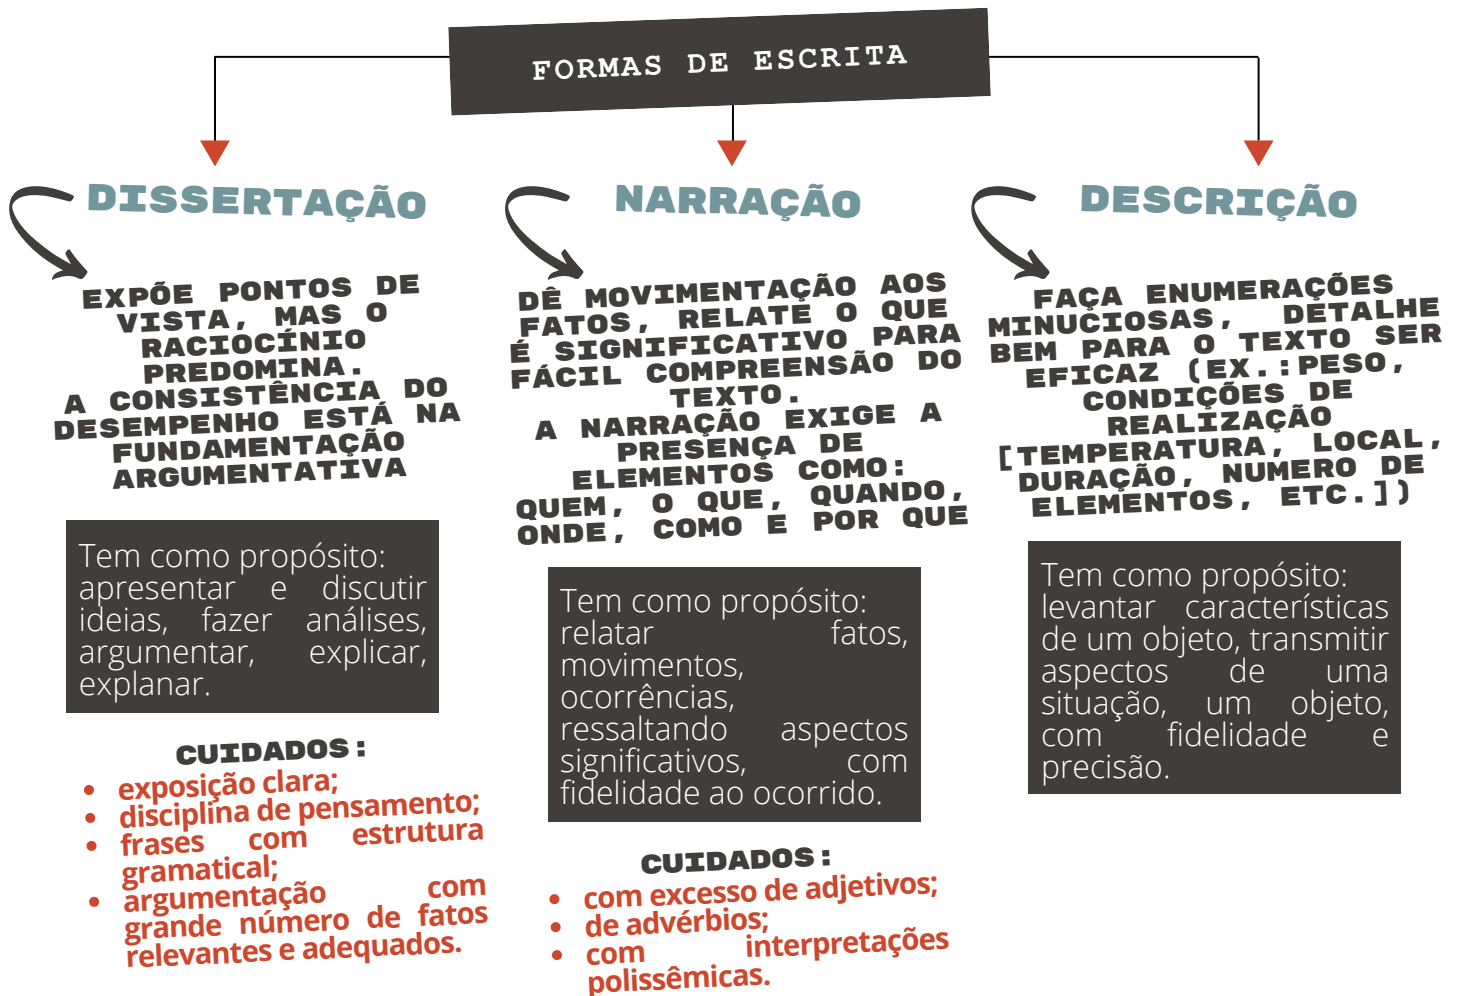 FORMAS DE ESCRITA
DISSERTAÇÃO
EXPÕE PONTOS DE
VISTA, MAS O
RACIOCÍNIO
PREDOMINA.
A CONSISTÊNCIA DO
DESEMPENHO ESTÁ NA
FUNDAMENTAÇÃO
ARGUMENTATIVA
Tem como propósito:
apresentar e discutir
ideias, fazer análises,
argumentar, explicar,
explanar.
CUIDADOS:
• exposição clara;
• disciplina de pensamento;
• frases com estrutura
gramatical;
• argumentação com
grande número de fatos
relevantes e adequados.
NARRAÇÃO
DÊ MOVIMENTAÇÃO AOS
FATOS, RELATE O QUE
É SIGNIFICATIVO PARA
FÁCIL COMPREENSÃO DO
TEXTO.
A NARRAÇÃO EXIGE A
PRESENÇA DE
ELEMENTOS COMO:
QUEM, O QUE, QUANDO,
ONDE, COMO E POR QUE
Tem como propósito:
relatar fatos,
movimentos,
ocorrências,
ressaltando aspectos
significativos, com
fidelidade ao ocorrido.
CUIDADOS:
• com excesso de adjetivos;
• de advérbios;
• com interpretações
polissêmicas.
DESCRIÇÃO
FAÇA ENUMERAÇÕES
MINUCIOSAS, DETALHE
BEM PARA O TEXTO SER
EFICAZ (EX.:PESO,
CONDIÇÕES DE
REALIZAÇÃO
[TEMPERATURA, LOCAL,
DURAÇÃO, NUMERO DE
ELEMENTOS, ETC.])
Tem como propósito:
levantar características
de um objeto, transmitir
aspectos de uma
situação, um objeto,
com fidelidade e
precisão.